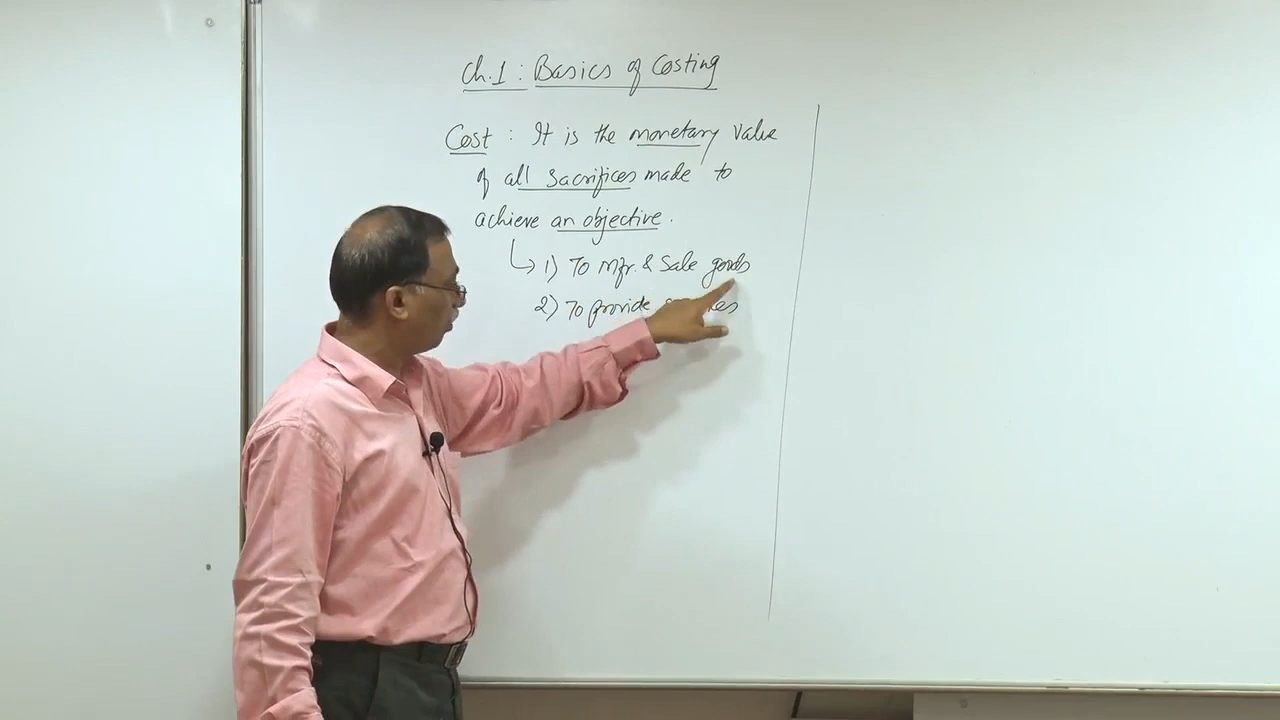 Ch.1: Basics of Costing
Cost: It is the monetary value
of all sacrifices made to
achieve an objective.
↳ 1) To mfr. & Sale goods
2) To provide